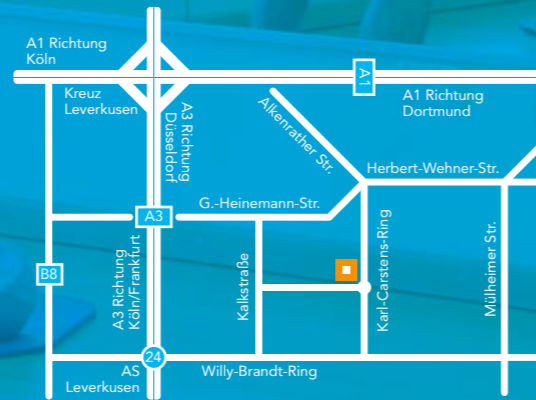 A1 Richtung
Köln
Kreuz
Leverkusen
A1
A1 Richtung
Dortmund
A3 Richtung
Düsseldorf
Alkenrather Str.
Herbert-Wehner-Str.
G.-Heinemann-Str.
A3
B8
A3 Richtung
Köln/Frankfurt
Kalkstraße
Karl-Carstens-Ring
Mülheimer Str.
24
AS
Leverkusen
Willy-Brandt-Ring